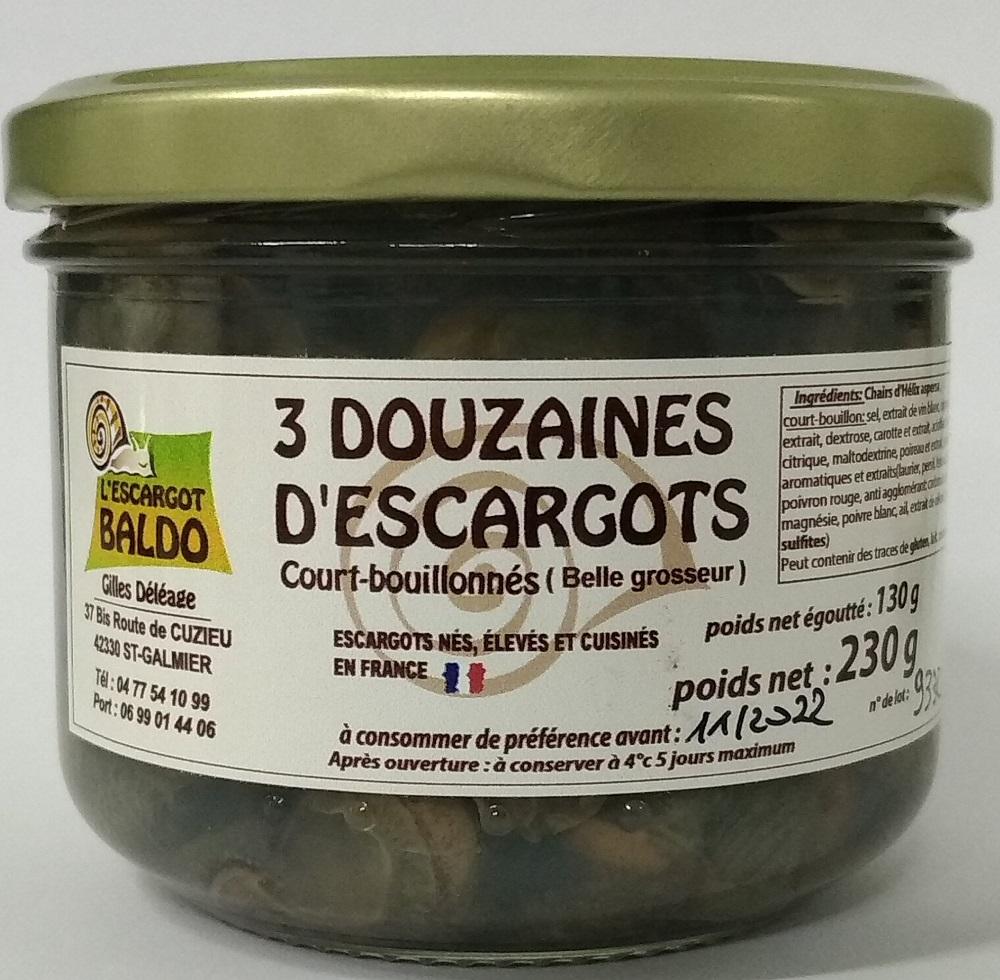 3 DOUZAINES
D'ESCARGOTS
Court-bouillonnés ( Belle grosseur )
L'ESCARGOT
BALDO
Gilles Déléage
37 Bis Route de CUZIEU
42330 ST-GALMIER
Tél : 04 77 54 10 99
Port : 06 99 01 44 06
ESCARGOTS NÉS, ÉLEVÉS ET CUISINÉS
EN FRANCE
Ingrédients: Chairs d'Hélix aspersa
court-bouillon: sel, extrait de vin blanc,
extrait, dextrose, carotte et extrait,
citrique, maltodextrine, poireau et
aromatiques et extraits(laurier, persil,
poivron rouge, anti agglomérant:
magnésie, poivre blanc, ail, extrait de
sulfites)
Peut contenir des traces de gluten,
poids net égoutté : 130 g
poids net : 230 g
n° de lot :
à consommer de préférence avant : 11/2022
Après ouverture : à conserver à 4°c 5 jours maximum